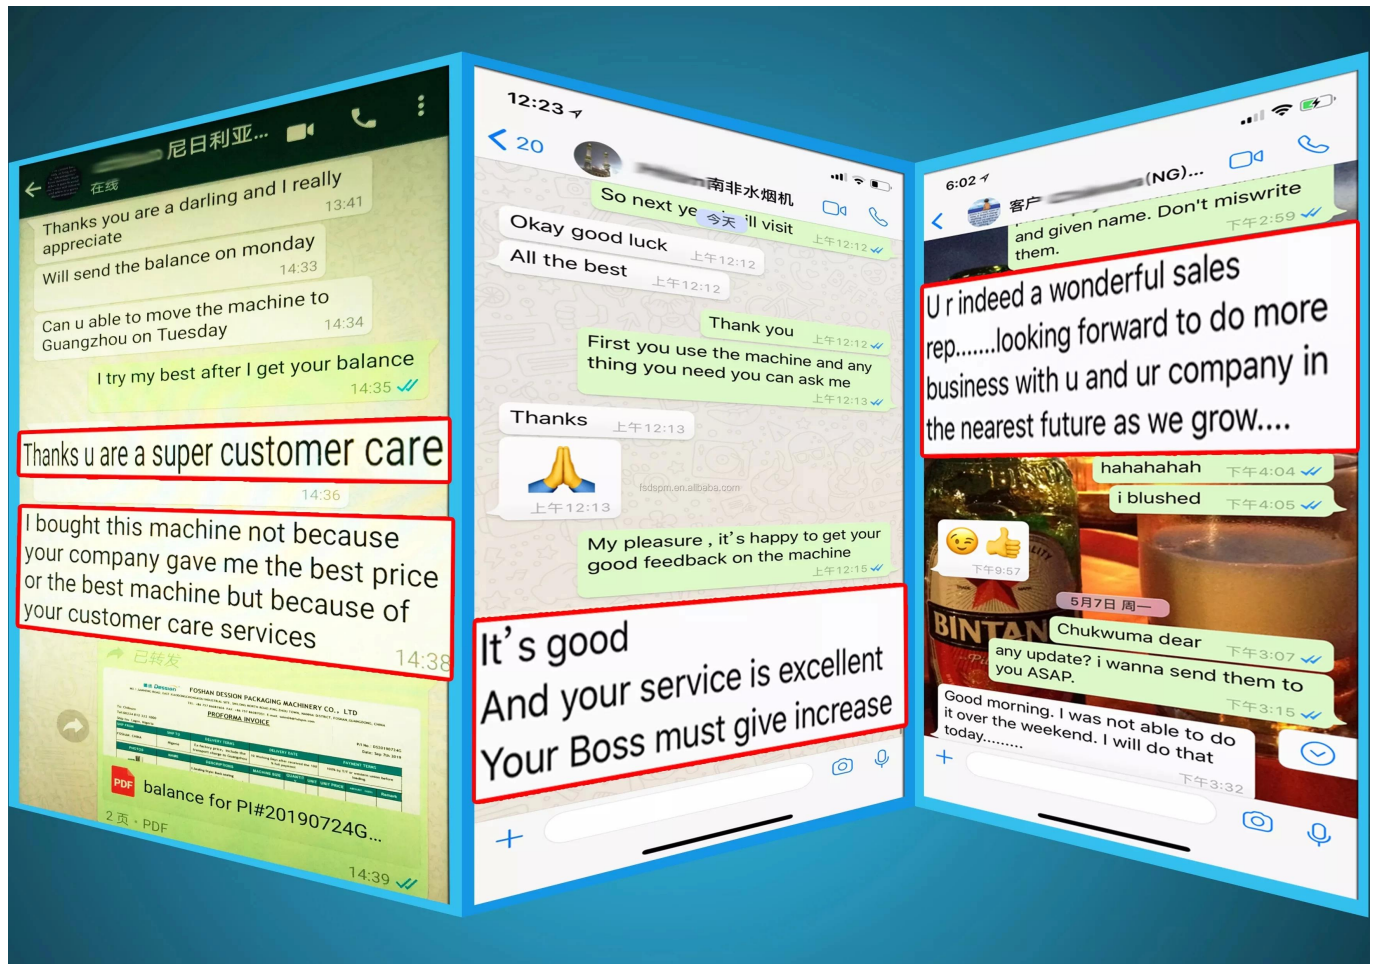 尼日利亚...
在线
Thanks you are a darling and I really
appreciate
13:41
Will send the balance on monday
14:33
Can u able to move the machine to
Guangzhou on Tuesday
14:34
I try my best after I get your balance
14:35
Thanks u are a super customer care
14:36
I bought this machine not because
your company gave me the best price
or the best machine but because of
your customer care services
14:38
已转发
Dession
FOSHAN DESSION PACKAGING MACHINERY CO., LTD
PROFORMA INVOICE
PDF
balance for PI#20190724G...
2 页 · PDF
14:39
12:23
20
南非水烟机
So next ye
ill visit
上午12:12
今天
Okay good luck
上午12:12
All the best
上午12:12
Thank you
上午12:12
First you use the machine and any
thing you need you can ask me
上午12:13
Thanks
上午12:13
上午12:13
fsdspm.en.alibaba.com
My pleasure , it's happy to get your
good feedback on the machine
上午12:15
It's good
And your service is excellent
Your Boss must give increase
6:02
客户
(NG)...
and given name. Don't miswrite
them.
下午2:59
U r indeed a wonderful sales
rep.......looking forward to do more
business with u and ur company in
the nearest future as we grow....
hahahahah
下午4:04
i blushed
下午4:05
下午9:57
BINTAN
5月7日 周一
Chukwuma dear
下午3:07
any update? i wanna send them to
you ASAP.
下午3:15
Good morning. I was not able to do
it over the weekend. I will do that
today.........
下午3:32